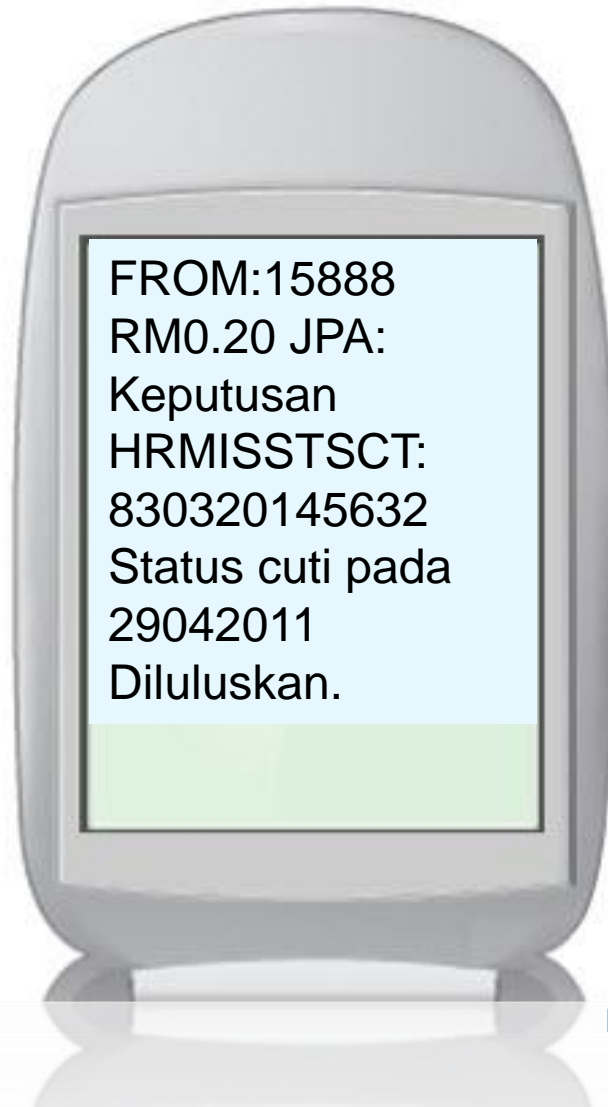 FROM:15888
RM0.20 JPA:
Keputusan
HRMISSTSCT:
830320145632
Status cuti pada
29042011
Diluluskan.